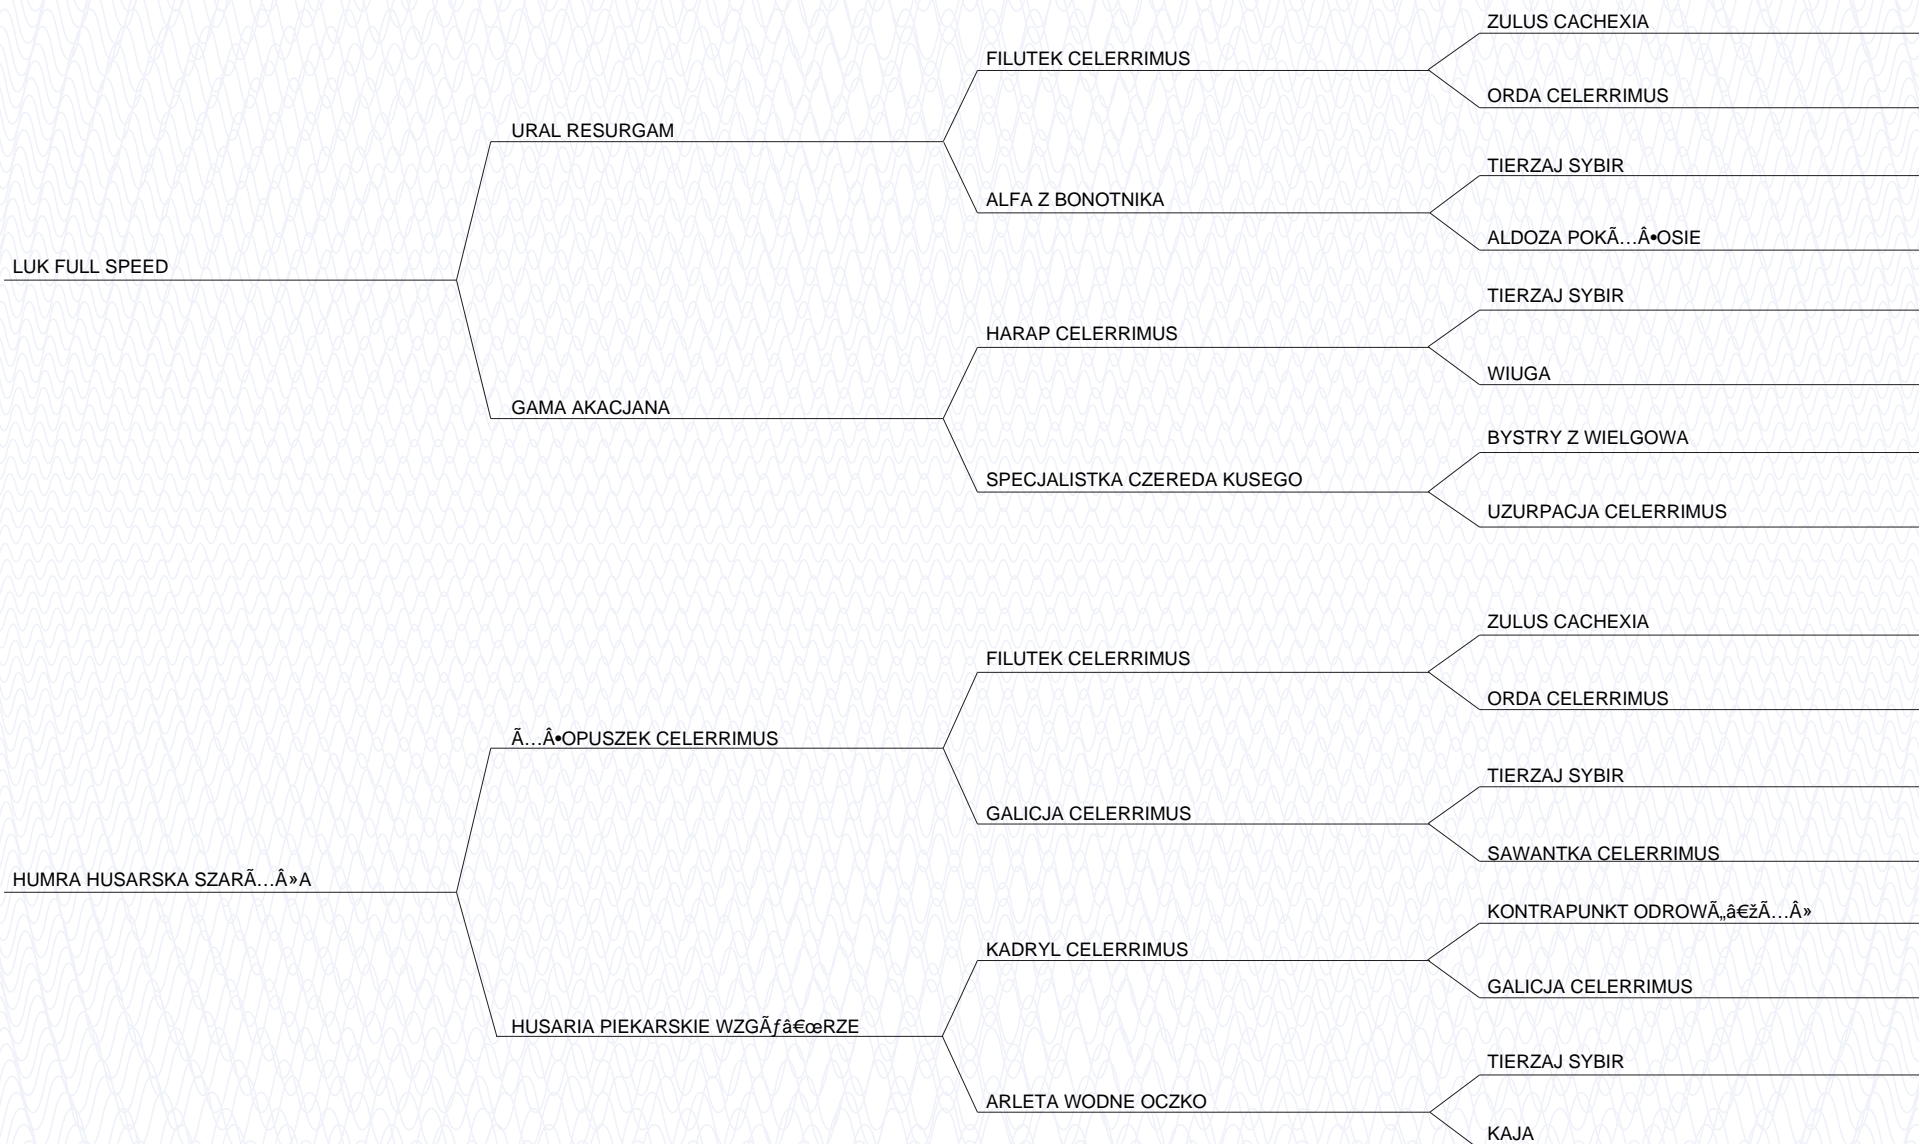 ZULUS CACHEXIA
FILUTEK CELERRIMUS
ORDA CELERRIMUS
URAL RESURGAM
TIERZAJ SYBIR
ALFA Z BONOTNIKA
ALDOZA POKÃ…Â•OSIE
LUK FULL SPEED
TIERZAJ SYBIR
HARAP CELERRIMUS
WIUGA
GAMA AKACJANA
BYSTRY Z WIELGOWA
SPECJALISTKA CZEREDA KUSEGO
UZURPACJA CELERRIMUS
ZULUS CACHEXIA
FILUTEK CELERRIMUS
ORDA CELERRIMUS
Ã…Â•OPUSZEK CELERRIMUS
TIERZAJ SYBIR
GALICJA CELERRIMUS
SAWANTKA CELERRIMUS
HUMRA HUSARSKA SZARÃ…Â»A
KONTRAPUNKT ODROWÃ„â€žÃ…Â»
KADRYL CELERRIMUS
GALICJA CELERRIMUS
HUSARIA PIEKARSKIE WZGÃƒâ€œRZE
TIERZAJ SYBIR
ARLETA WODNE OCZKO
KAJA